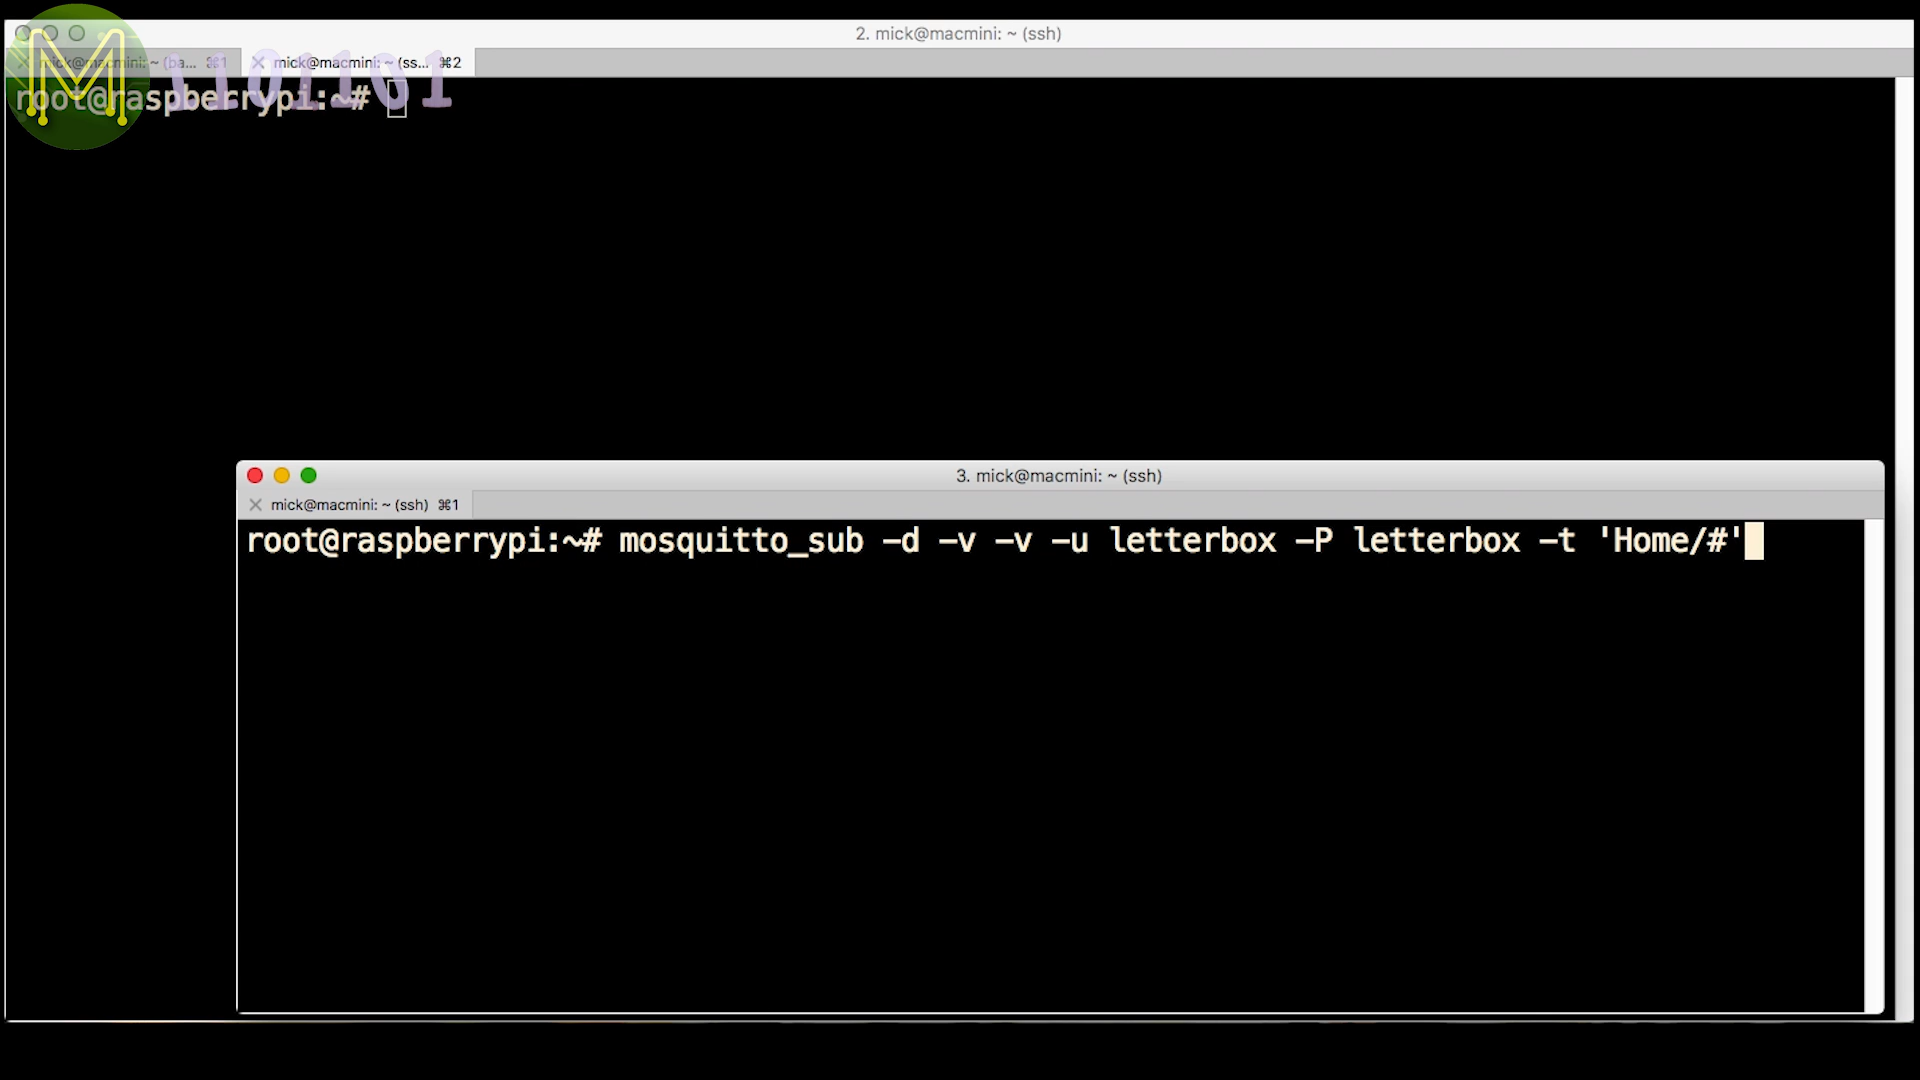 2. mick@macmini: ~ (ssh)
mick@macmini: ~ (ba... ⌘1
mick@macmini: ~ (ss... ⌘2
M 1101101
root@raspberrypi:~#
3. mick@macmini: ~ (ssh)
mick@macmini: ~ (ssh) ⌘1
root@raspberrypi:~# mosquitto_sub -d -v -v -u letterbox -P letterbox -t 'Home/#'